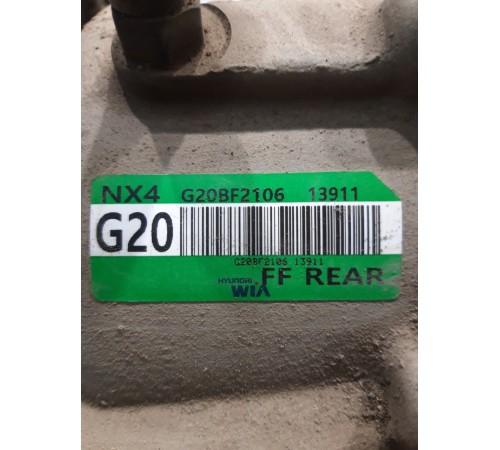 NX4 G20BF2106 13911
G20
G20BF2106 13911
HYUNDAI
WIA FF REAR